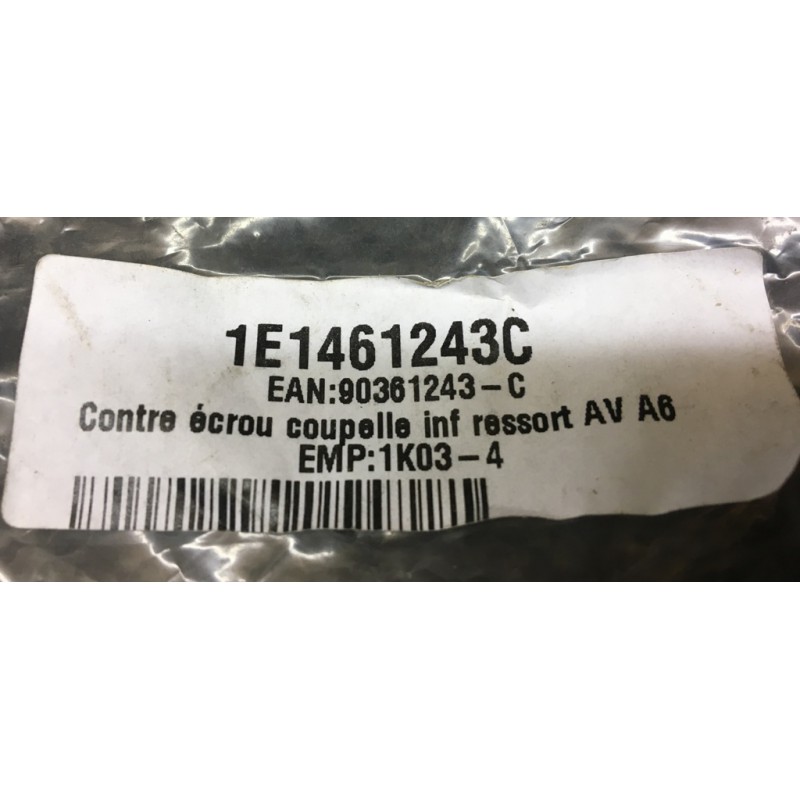 1E1461243C
EAN:90361243-C
Contre écrou coupelle inf ressort AV A6
EMP:1K03-4